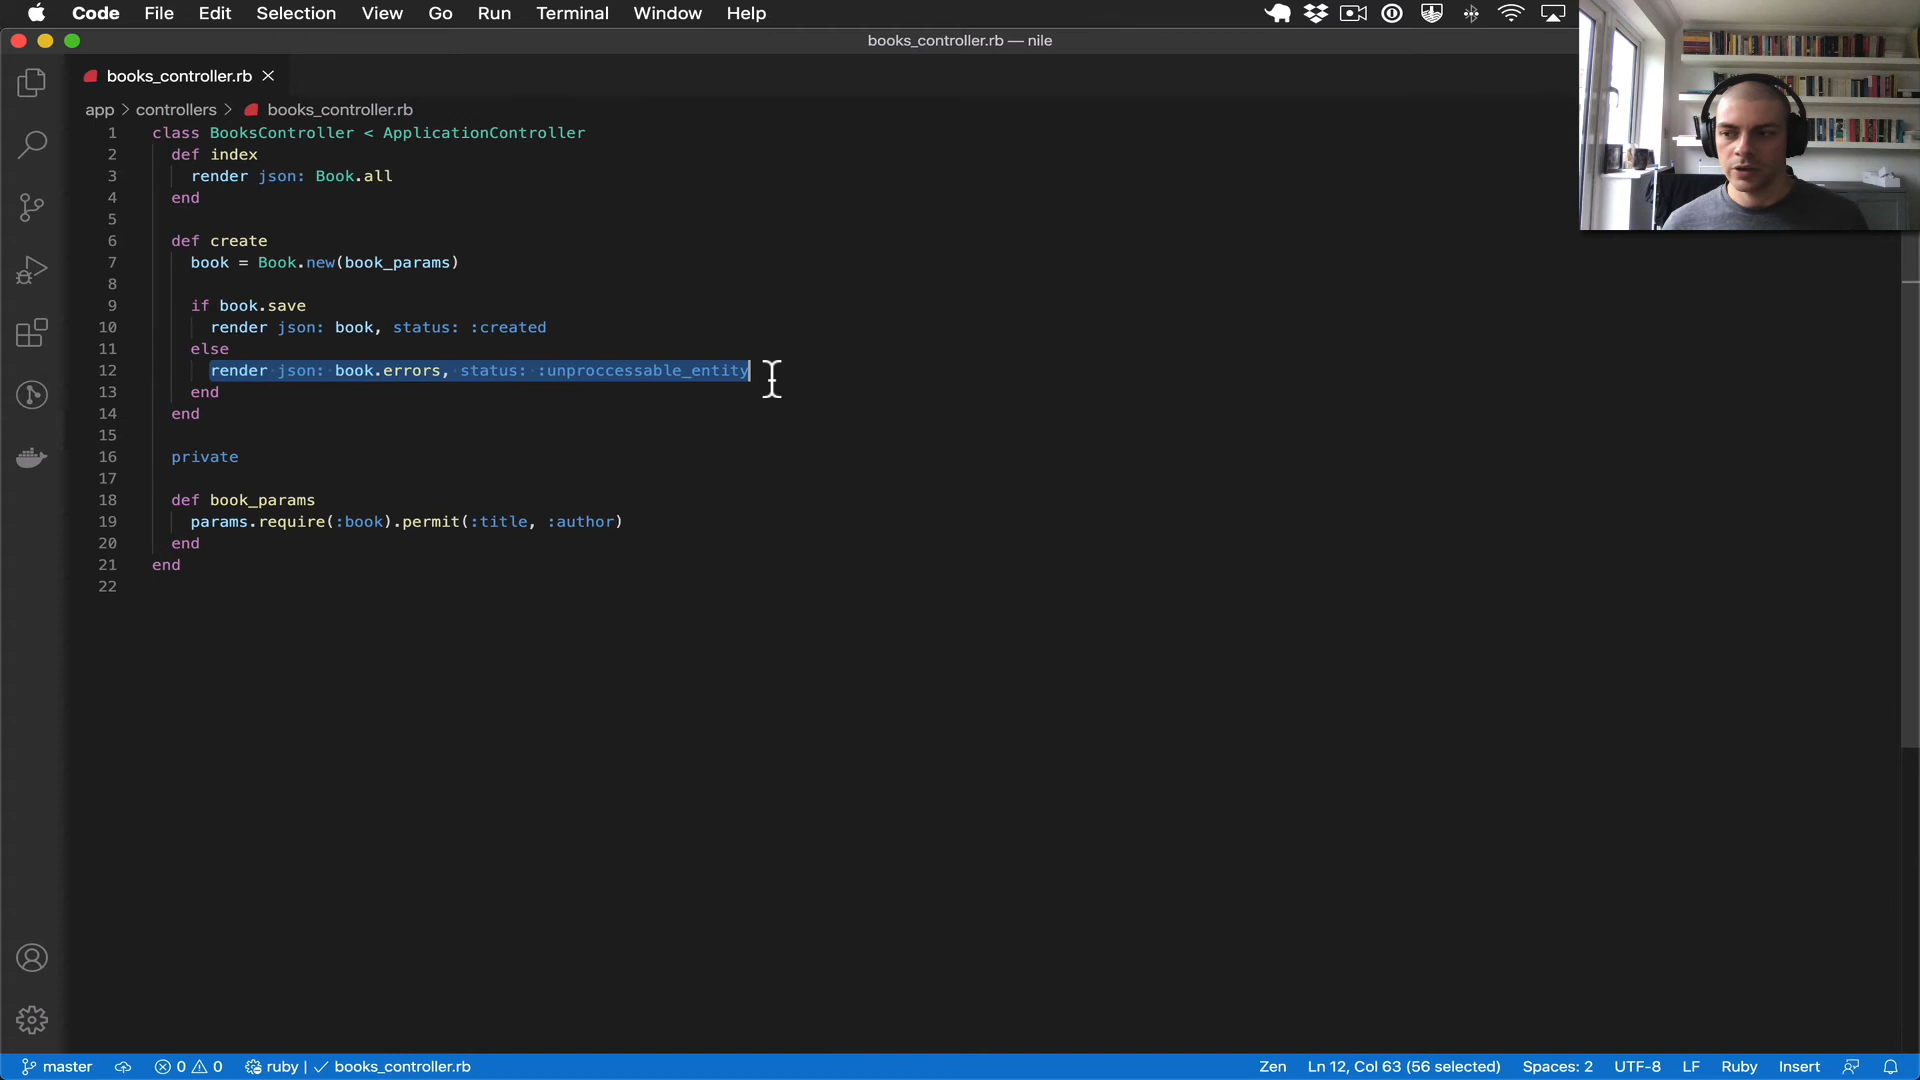 Code File Edit Selection View Go Run Terminal Window Help
books_controller.rb — nile
books_controller.rb
app > controllers > books_controller.rb
1 class BooksController < ApplicationController
2 def index
3 render json: Book.all
4 end
5
6 def create
7 book = Book.new(book_params)
8
9 if book.save
10 render json: book, status: :created
11 else
12 render json: book.errors, status: :unproccessable_entity
13 end
14 end
15
16 private
17
18 def book_params
19 params.require(:book).permit(:title, :author)
20 end
21 end
22
master 0 0 ruby | ✓ books_controller.rb Zen Ln 12, Col 63 (56 selected) Spaces: 2 UTF-8 LF Ruby Insert